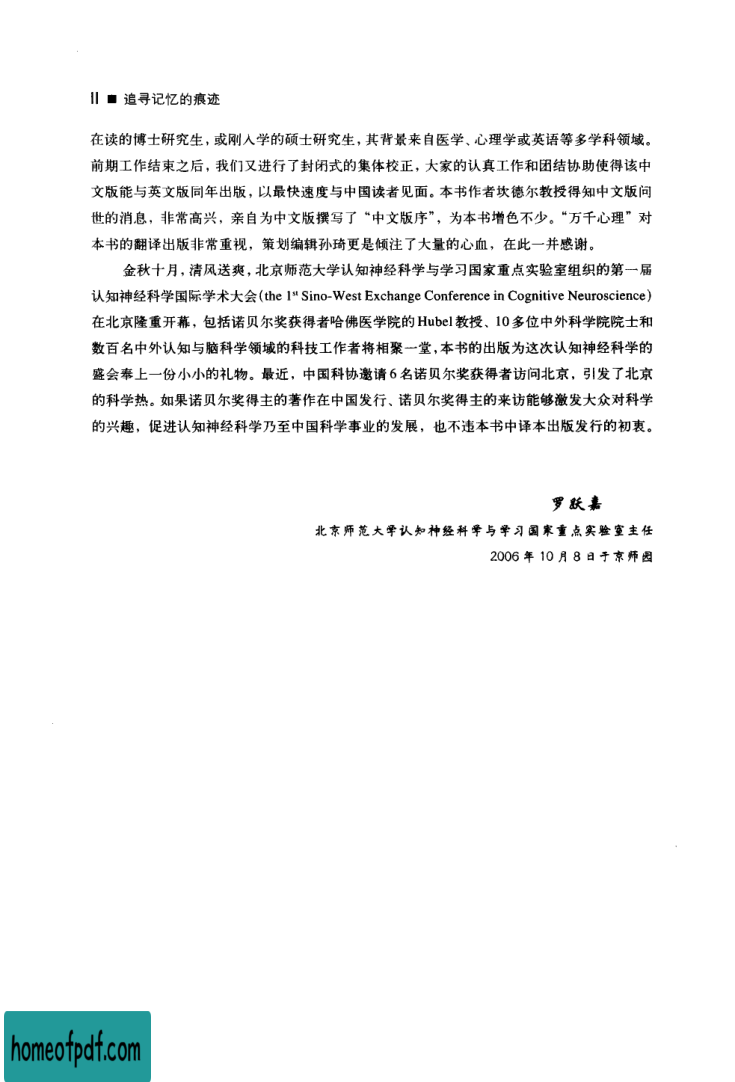 II ■ 追寻记忆的痕迹
在读的博士研究生，或刚入学的硕士研究生，其背景来自医学、心理学或英语等多学科领域。
前期工作结束之后，我们又进行了封闭式的集体校正，大家的认真工作和团结协助使得该中
文版能与英文版同年出版，以最快速度与中国读者见面。本书作者坎德尔教授得知中文版问
世的消息，非常高兴，亲自为中文版撰写了“中文版序”，为本书增色不少。“万千心理”对
本书的翻译出版非常重视，策划编辑孙琦更是倾注了大量的心血，在此一并感谢。
金秋十月，清风送爽，北京师范大学认知神经科学与学习国家重点实验室组织的第一届
认知神经科学国际学术大会(the 1st Sino-West Exchange Conference in Cognitive Neuroscience)
在北京隆重开幕，包括诺贝尔奖获得者哈佛医学院的Hubel教授、10多位中外科学院院士和
数百名中外认知与脑科学领域的科技工作者将相聚一堂，本书的出版为这次认知神经科学的
盛会奉上一份小小的礼物。最近，中国科协邀请6名诺贝尔奖获得者访问北京，引发了北京
的科学热。如果诺贝尔奖得主的著作在中国发行、诺贝尔奖得主的来访能够激发大众对科学
的兴趣，促进认知神经科学乃至中国科学事业的发展，也不违本书中译本出版发行的初衷。
罗跃嘉
北京师范大学认知神经科学与学习国家重点实验室主任
2006年10月8日于京师园
homeofpdf.com